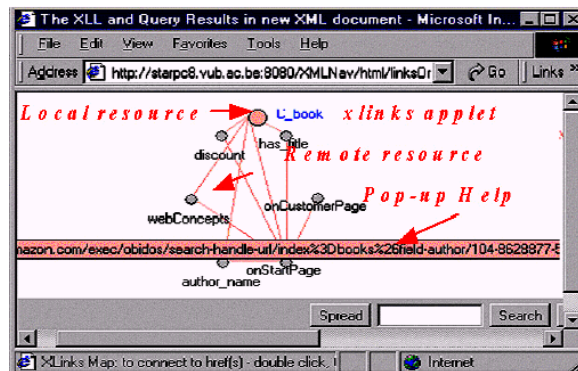 The XLL and Query Results in new XML document - Microsoft In...
File Edit View Favorites Tools Help
Address http://starpc8.vub.ac.be:8080/XMLNav/html/linksOr Go Links »
Local resource _book xlinks applet
discount has_title
Remote resource
webConcepts onCustomerPage
Pop-up Help
mazon.com/exec/obidos/search-handle-url/index%3Dbooks%26field-author/104-8628877-5
onStartPage
author_name
Spread Search
XLinks Map: to connect to href(s) - double click, Internet